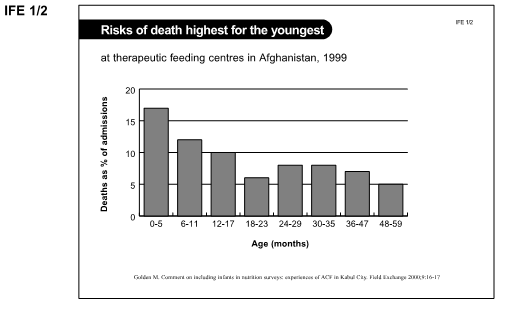 IFE 1/2
IFE 1/2
Risks of death highest for the youngest
at therapeutic feeding centres in Afghanistan, 1999
Deaths as % of admissions
20
15
10
5
0
0-5 6-11 12-17 18-23 24-29 30-35 36-47 48-59
Age (months)
Golden M. Comment on including infants in nutrition surveys: experiences of ACF in Kabul City. Field Exchange 2000;9:16-17